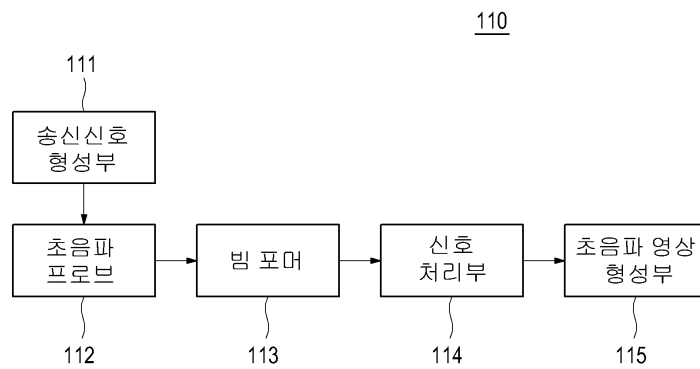 110
111
송신신호
형성부
초음파
프로브
빔 포머
신호
처리부
초음파 영상
형성부
112
113
114
115